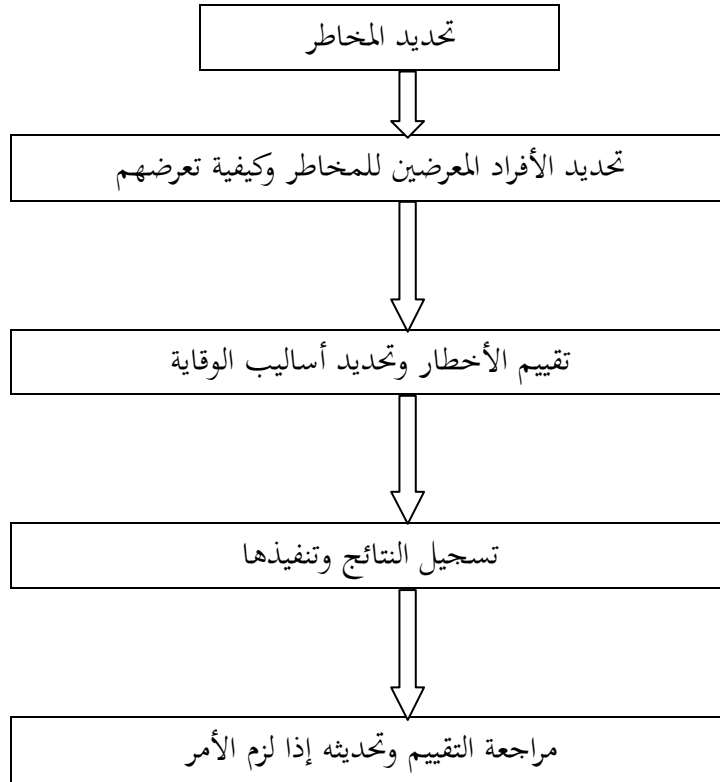 تحديد المخاطر
تحديد الأفراد المعرضين للمخاطر وكيفية تعرضهم
تقييم الأخطار وتحديد أساليب الوقاية
تسجيل النتائج وتنفيذها
مراجعة التقييم وتحديثه إذا لزم الأمر